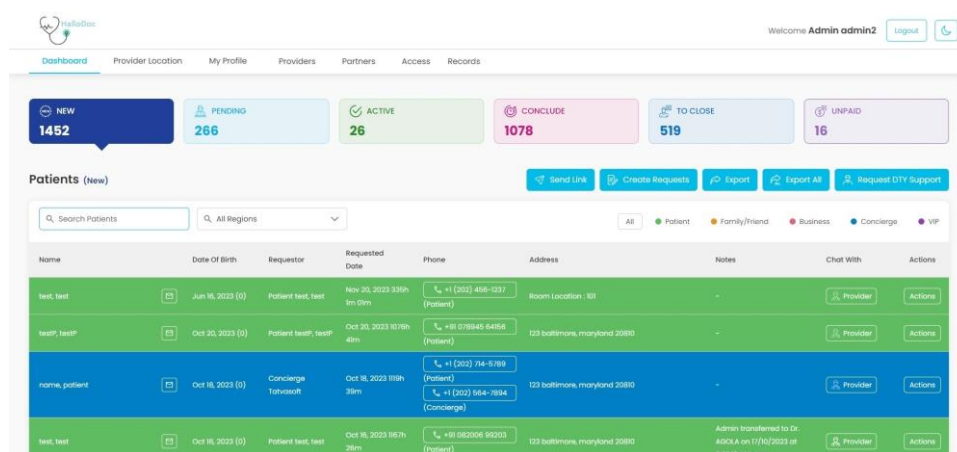 HelloDoc
Welcome Admin admin2 Logout
Dashboard Provider Location My Profile Providers Partners Access Records
NEW PENDING ACTIVE CONCLUDE TO CLOSE UNPAID
1452 266 26 1078 519 16
Patients (New) Send Link Create Requests Export Export All Request DTY Support
Search Patients All Regions All Patient Family/Friend Business Concierge VIP
Name Date Of Birth Requestor Requested Date Phone Address Notes Chat With Actions
test, test Jun 16, 2023 (0) Patient test, test Nov 20, 2023 335h +1 (202) 456-1237 Room Location : 101 - Provider Actions
1m 01m (Patient)
testP, testP Oct 20, 2023 (0) Patient testP, testP Oct 20, 2023 1076h +91 078945 64156 123 baltimore, maryland 20810 - Provider Actions
41m (Patient)
+1 (202) 714-5789
name, patient Oct 18, 2023 (0) Concierge Tatvasoft Oct 18, 2023 1119h 39m (Patient) 123 baltimore, maryland 20810 - Provider Actions
+1 (202) 564-7894
(Concierge)
Admin transferred to Dr.
test, test Oct 16, 2023 (0) Patient test, test Oct 16, 2023 1167h +91 082006 99203 123 baltimore, maryland 20810 AGOLA on 17/10/2023 at Provider Actions
28m (Patient)